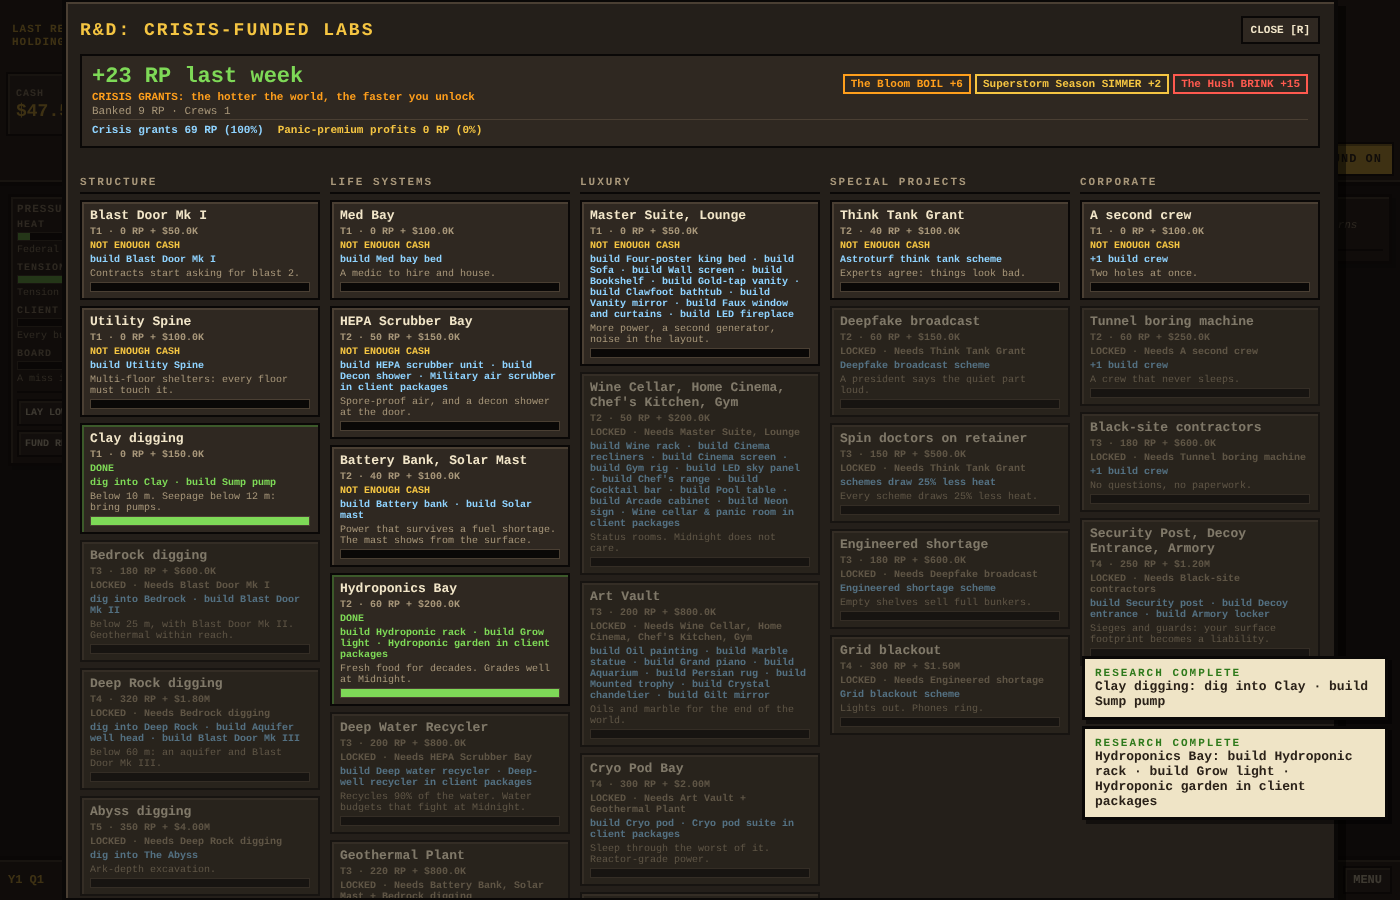 R&D: CRISIS-FUNDED LABS
CLOSE [R]
+23 RP last week
CRISIS GRANTS: the hotter the world, the faster you unlock
Banked 9 RP · Crews 1
Crisis grants 69 RP (100%) Panic-premium profits 0 RP (0%)
The Bloom BOIL +6
Superstorm Season SIMMER +2
The Hush BRINK +15
STRUCTURE
Blast Door Mk I
T1 · 0 RP + $50.0K
NOT ENOUGH CASH
build Blast Door Mk I
Contracts start asking for blast 2.
Utility Spine
T1 · 0 RP + $100.0K
NOT ENOUGH CASH
build Utility Spine
Multi-floor shelters: every floor
must touch it.
Clay digging
T1 · 0 RP + $150.0K
DONE
dig into Clay · build Sump pump
Below 10 m. Seepage below 12 m:
bring pumps.
Bedrock digging
T3 · 180 RP + $600.0K
LOCKED · Needs Blast Door Mk I
dig into Bedrock · build Blast Door
Mk II
Below 25 m, with Blast Door Mk II.
Geothermal within reach.
Deep Rock digging
T4 · 320 RP + $1.80M
LOCKED · Needs Bedrock digging
dig into Deep Rock · build Aquifer
well head · build Blast Door Mk III
Below 60 m: an aquifer and Blast
Door Mk III.
Abyss digging
T5 · 350 RP + $4.00M
LOCKED · Needs Deep Rock digging
dig into The Abyss
Ark-depth excavation.
LIFE SYSTEMS
Med Bay
T1 · 0 RP + $100.0K
NOT ENOUGH CASH
build Med bay bed
A medic to hire and house.
HEPA Scrubber Bay
T2 · 50 RP + $150.0K
NOT ENOUGH CASH
build HEPA scrubber unit · build
Decon shower · Military air scrubber
in client packages
Spore-proof air, and a decon shower
at the door.
Battery Bank, Solar Mast
T2 · 40 RP + $100.0K
NOT ENOUGH CASH
build Battery bank · build Solar
mast
Power that survives a fuel shortage.
The mast shows from the surface.
Hydroponics Bay
T2 · 60 RP + $200.0K
DONE
build Hydroponic rack · build Grow
light · Hydroponic garden in client
packages
Fresh food for decades. Grades well
at Midnight.
Deep Water Recycler
T3 · 200 RP + $800.0K
LOCKED · Needs HEPA Scrubber Bay
build Deep water recycler · Deep-
well recycler in client packages
Recycles 90% of the water. Water
budgets that fight at Midnight.
Geothermal Plant
T3 · 220 RP + $800.0K
LOCKED · Needs Battery Bank, Solar
Mast + Bedrock digging
LUXURY
Master Suite, Lounge
T1 · 0 RP + $50.0K
NOT ENOUGH CASH
build Four-poster king bed · build
Sofa · build Wall screen · build
Bookshelf · build Gold-tap vanity ·
build Clawfoot bathtub · build
Vanity mirror · build Faux window
and curtains · build LED fireplace
More power, a second generator,
noise in the layout.
Wine Cellar, Home Cinema,
Chef's Kitchen, Gym
T2 · 50 RP + $200.0K
LOCKED · Needs Master Suite, Lounge
build Wine rack · build Cinema
recliners · build Cinema screen ·
build Gym rig · build LED sky panel
· build Chef's range · build
Cocktail bar · build Pool table ·
build Arcade cabinet · build Neon
sign · Wine cellar & panic room in
client packages
Status rooms. Midnight does not
care.
Art Vault
T3 · 200 RP + $800.0K
LOCKED · Needs Wine Cellar, Home
Cinema, Chef's Kitchen, Gym
build Oil painting · build Marble
statue · build Grand piano · build
Aquarium · build Persian rug · build
Mounted trophy · build Crystal
chandelier · build Gilt mirror
Oils and marble for the end of the
world.
Cryo Pod Bay
T4 · 300 RP + $2.00M
LOCKED · Needs Art Vault +
Geothermal Plant
build Cryo pod · Cryo pod suite in
client packages
Sleep through the worst of it.
Reactor-grade power.
SPECIAL PROJECTS
Think Tank Grant
T2 · 40 RP + $100.0K
NOT ENOUGH CASH
Astroturf think tank scheme
Experts agree: things look bad.
Deepfake broadcast
T2 · 60 RP + $150.0K
LOCKED · Needs Think Tank Grant
Deepfake broadcast scheme
A president says the quiet part
loud.
Spin doctors on retainer
T3 · 150 RP + $500.0K
LOCKED · Needs Think Tank Grant
schemes draw 25% less heat
Every scheme draws 25% less heat.
Engineered shortage
T3 · 180 RP + $600.0K
LOCKED · Needs Deepfake broadcast
Engineered shortage scheme
Empty shelves sell full bunkers.
Grid blackout
T4 · 300 RP + $1.50M
LOCKED · Needs Engineered shortage
Grid blackout scheme
Lights out. Phones ring.
CORPORATE
A second crew
T1 · 0 RP + $100.0K
NOT ENOUGH CASH
+1 build crew
Two holes at once.
Tunnel boring machine
T2 · 60 RP + $250.0K
LOCKED · Needs A second crew
+1 build crew
A crew that never sleeps.
Black-site contractors
T3 · 180 RP + $600.0K
LOCKED · Needs Tunnel boring machine
+1 build crew
No questions, no paperwork.
Security Post, Decoy
Entrance, Armory
T4 · 250 RP + $1.20M
LOCKED · Needs Black-site
contractors
build Security post · build Decoy
entrance · build Armory locker
Sieges and guards: your surface
footprint becomes a liability.
RESEARCH COMPLETE
Clay digging: dig into Clay · build
Sump pump
RESEARCH COMPLETE
Hydroponics Bay: build Hydroponic
rack · build Grow light ·
Hydroponic garden in client
packages
CASH
HEAT
Federal
TENSION
Tension
CLIENT
BOARD
Y1 Q1
MENU